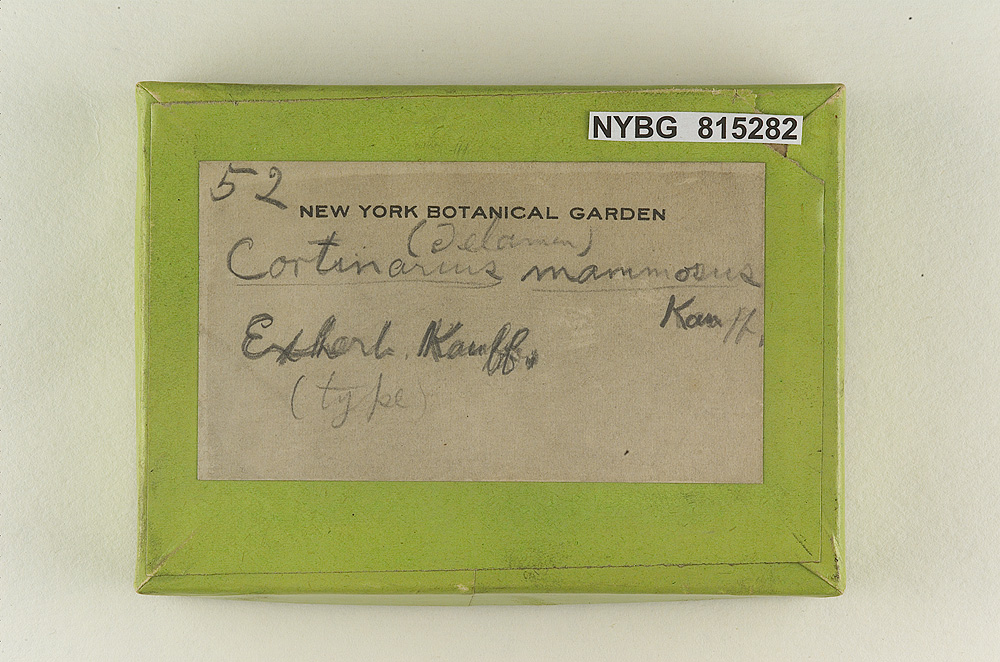 NYBG 815282
52
NEW YORK BOTANICAL GARDEN
(Telamon)
Cortinarius mammosus
Kauff.
Ex herb. Kauff.
(type)